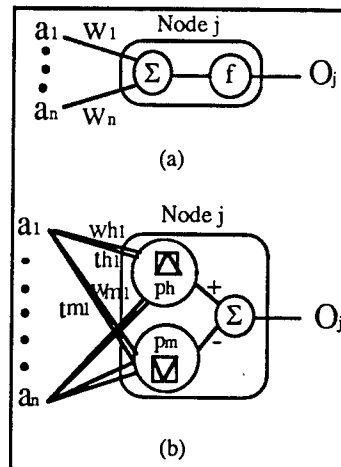 Node j
a1 W1
Σ f Oj
an Wn
(a)
Node j
a1 wh1
th1
wm1 ph +
tm1 Σ Oj
pm -
an
(b)